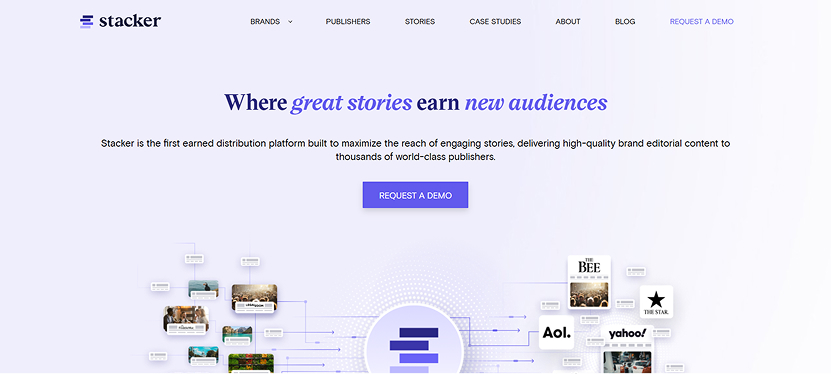 stacker
BRANDS
PUBLISHERS
STORIES
CASE STUDIES
ABOUT
BLOG
REQUEST A DEMO
Where great stories earn new audiences
Stacker is the first earned distribution platform built to maximize the reach of engaging stories, delivering high-quality brand editorial content to
thousands of world-class publishers.
REQUEST A DEMO
THE
BEE
THE STAR.
Aol.
yahoo!